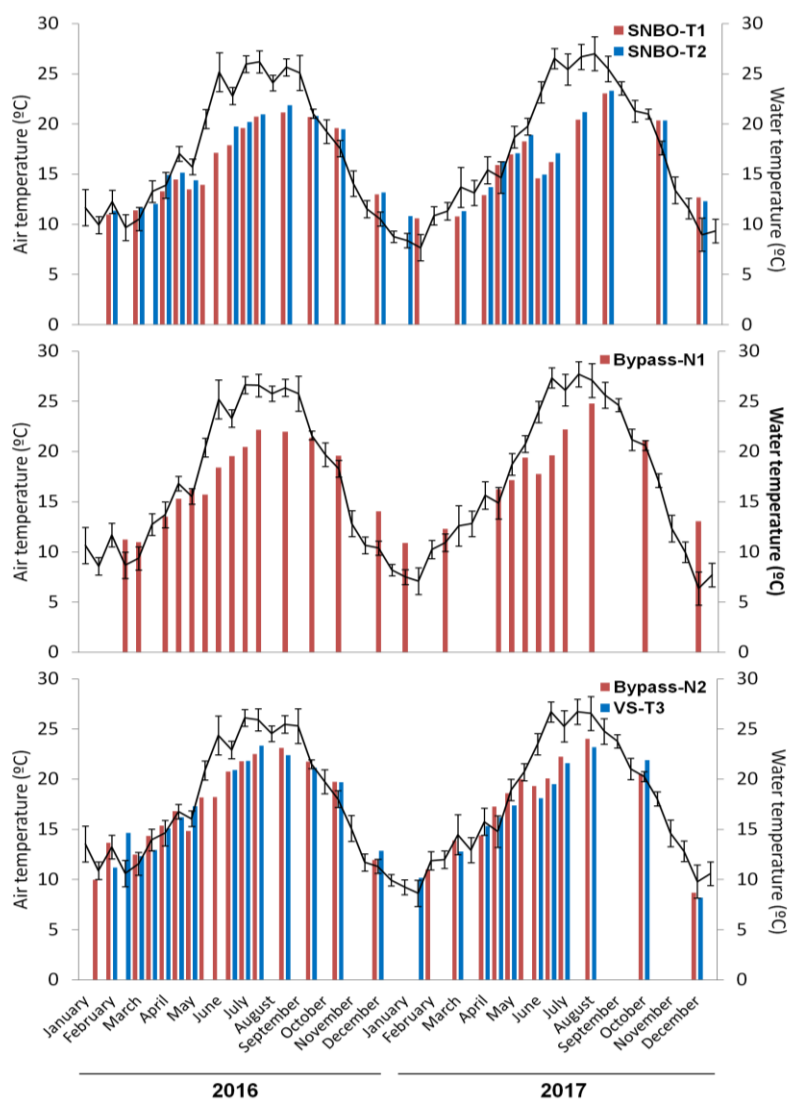 30
25
20
15
10
5
0
Air temperature (ºC)
SNBO-T1
SNBO-T2
30
25
20
15
10
5
0
Water temperature (ºC)
30
25
20
15
10
5
0
Air temperature (ºC)
Bypass-N1
30
25
20
15
10
5
0
Water temperature (ºC)
30
25
20
15
10
5
0
Air temperature (ºC)
Bypass-N2
VS-T3
30
25
20
15
10
5
0
Water temperature (ºC)
January
February
March
April
May
June
July
August
September
October
November
December
January
February
March
April
May
June
July
August
September
October
November
December
2016
2017